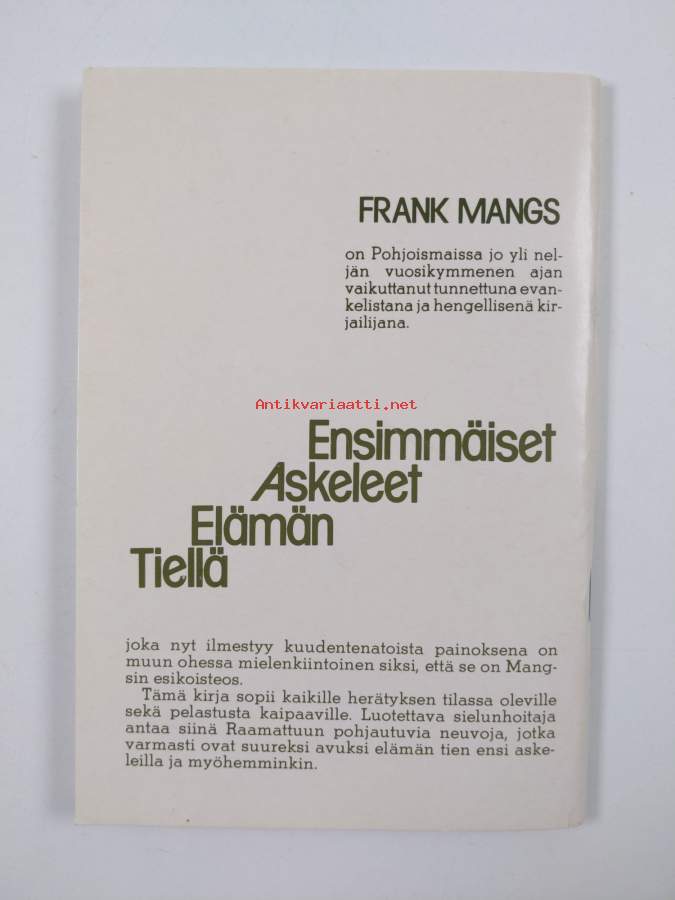 FRANK MANGS
on Pohjoismaissa jo yli nel-
jän vuosikymmenen ajan
vaikuttanut tunnettuna evan-
kelistana ja hengellisenä kir-
jailijana.
Antikvariaatti.net
Ensimmäiset
Askeleet
Elämän
Tiellä
joka nyt ilmestyy kuudentenatoista painoksena on
muun ohessa mielenkiintoinen siksi, että se on Mang-
sin esikoisteos.
Tämä kirja sopii kaikille herätyksen tilassa oleville
sekä pelastusta kaipaaville. Luotettava sielunhoitaja
antaa siinä Raamattuun pohjautuvia neuvoja, jotka
varmasti ovat suureksi avuksi elämän tien ensi aske-
leilla ja myöhemminkin.